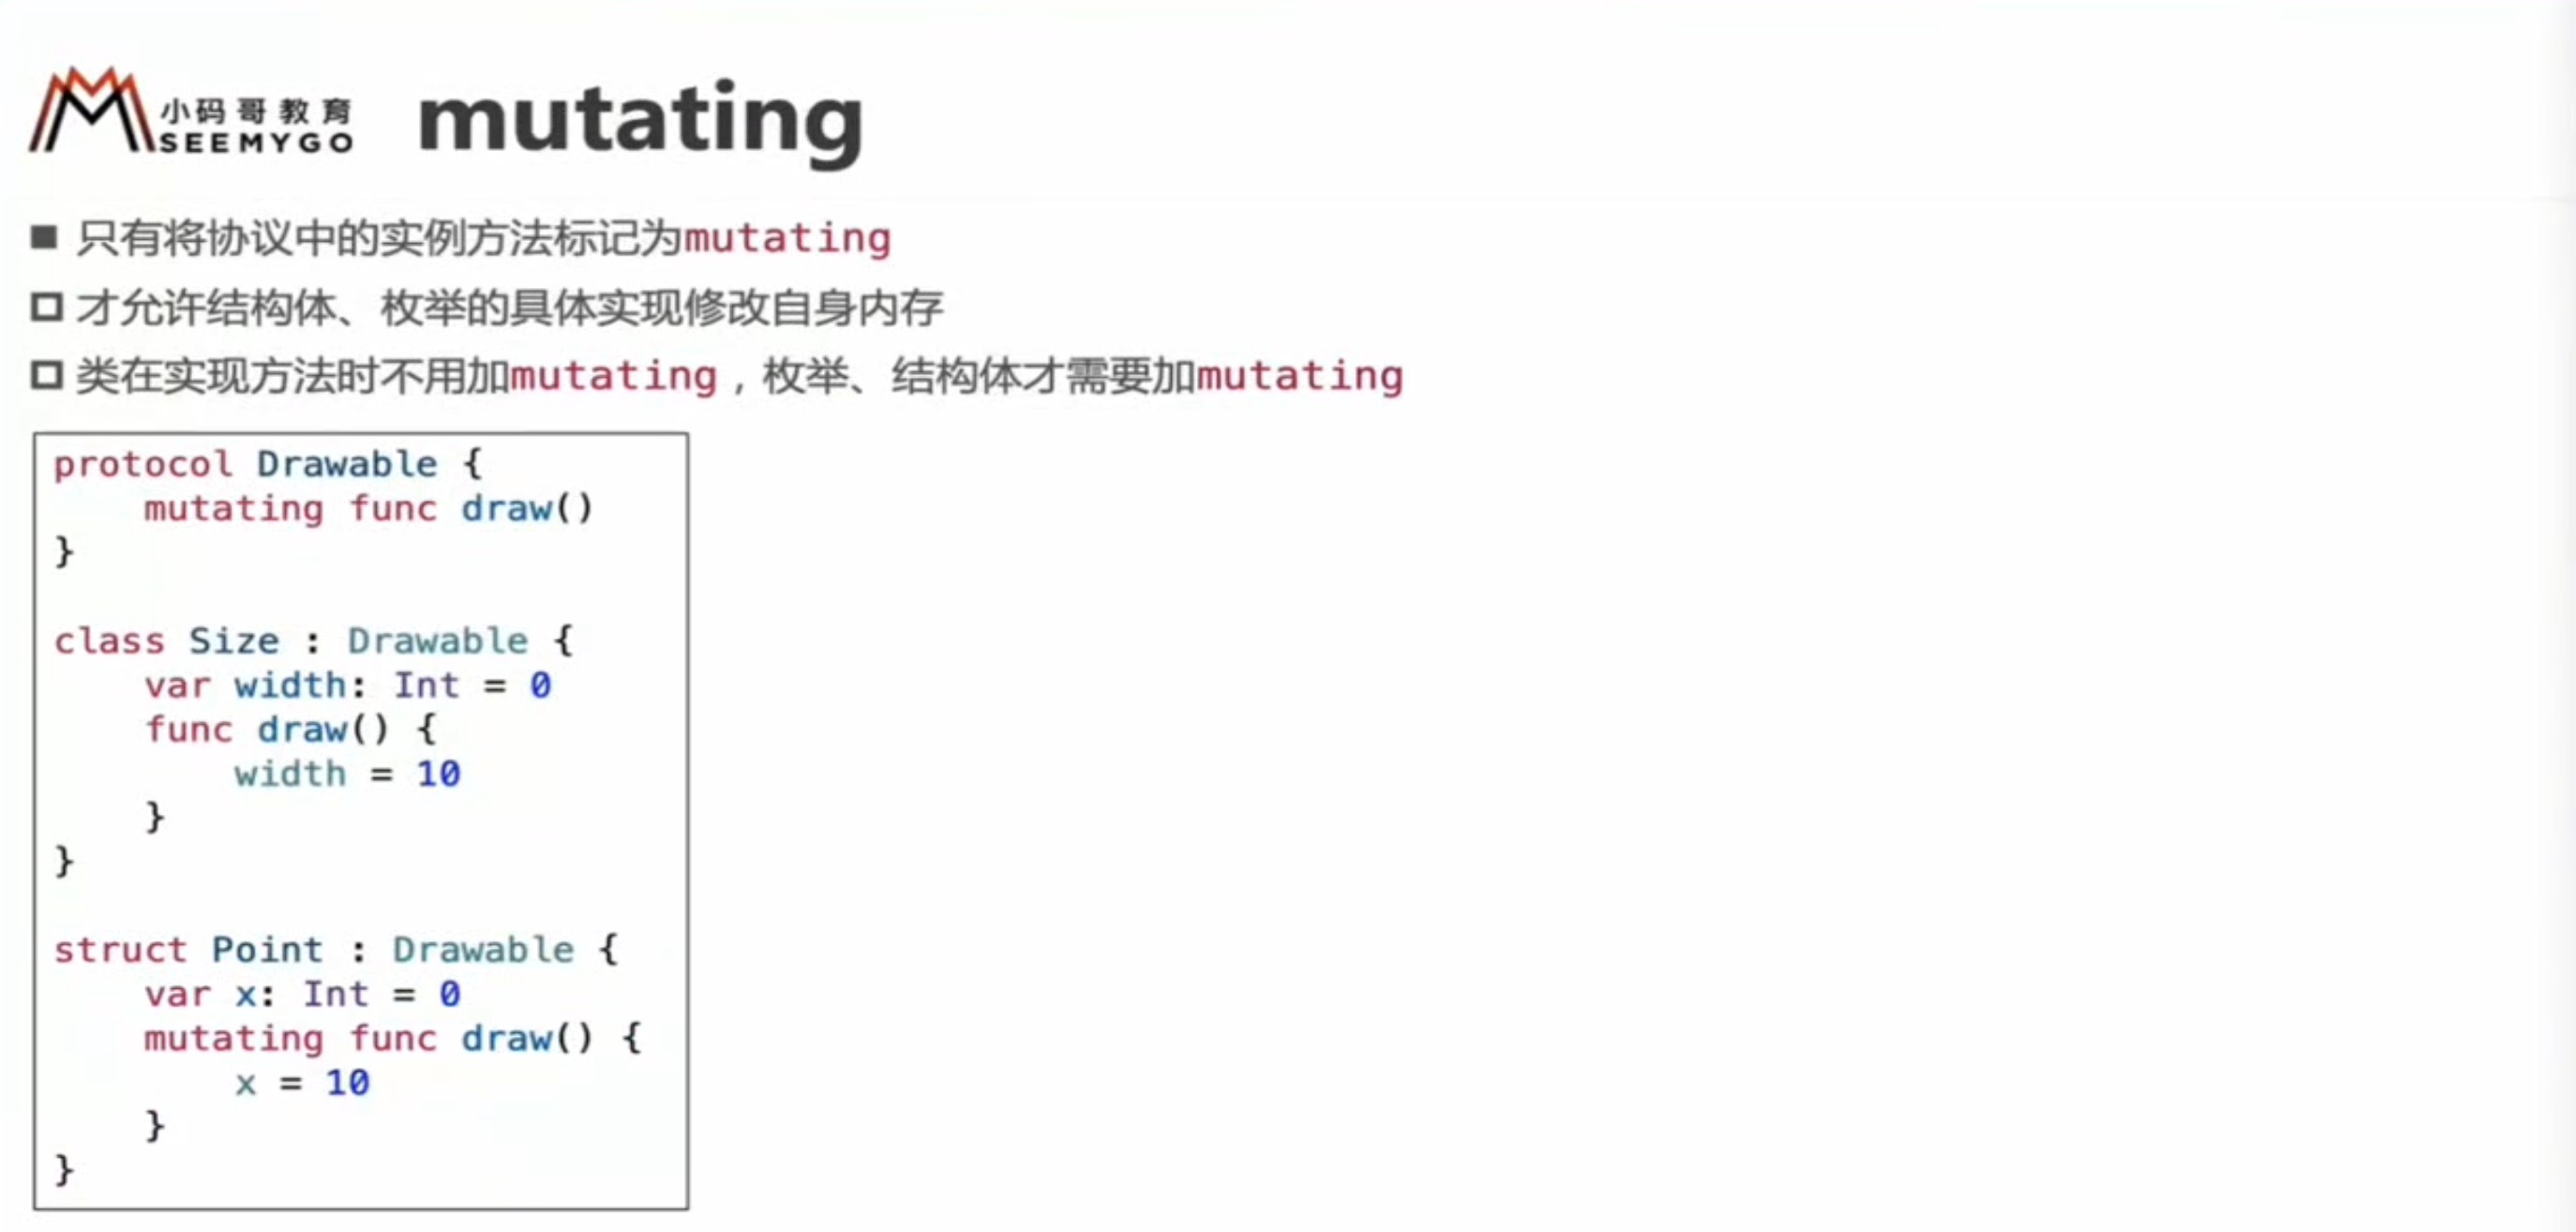 小码哥教育
SEEMYGO
mutating
■ 只有将协议中的实例方法标记为mutating
□ 才允许结构体、枚举的具体实现修改自身内存
□ 类在实现方法时不用加mutating，枚举、结构体才需要加mutating
protocol Drawable {
    mutating func draw()
}
class Size : Drawable {
    var width: Int = 0
    func draw() {
        width = 10
    }
}
struct Point : Drawable {
    var x: Int = 0
    mutating func draw() {
        x = 10
    }
}